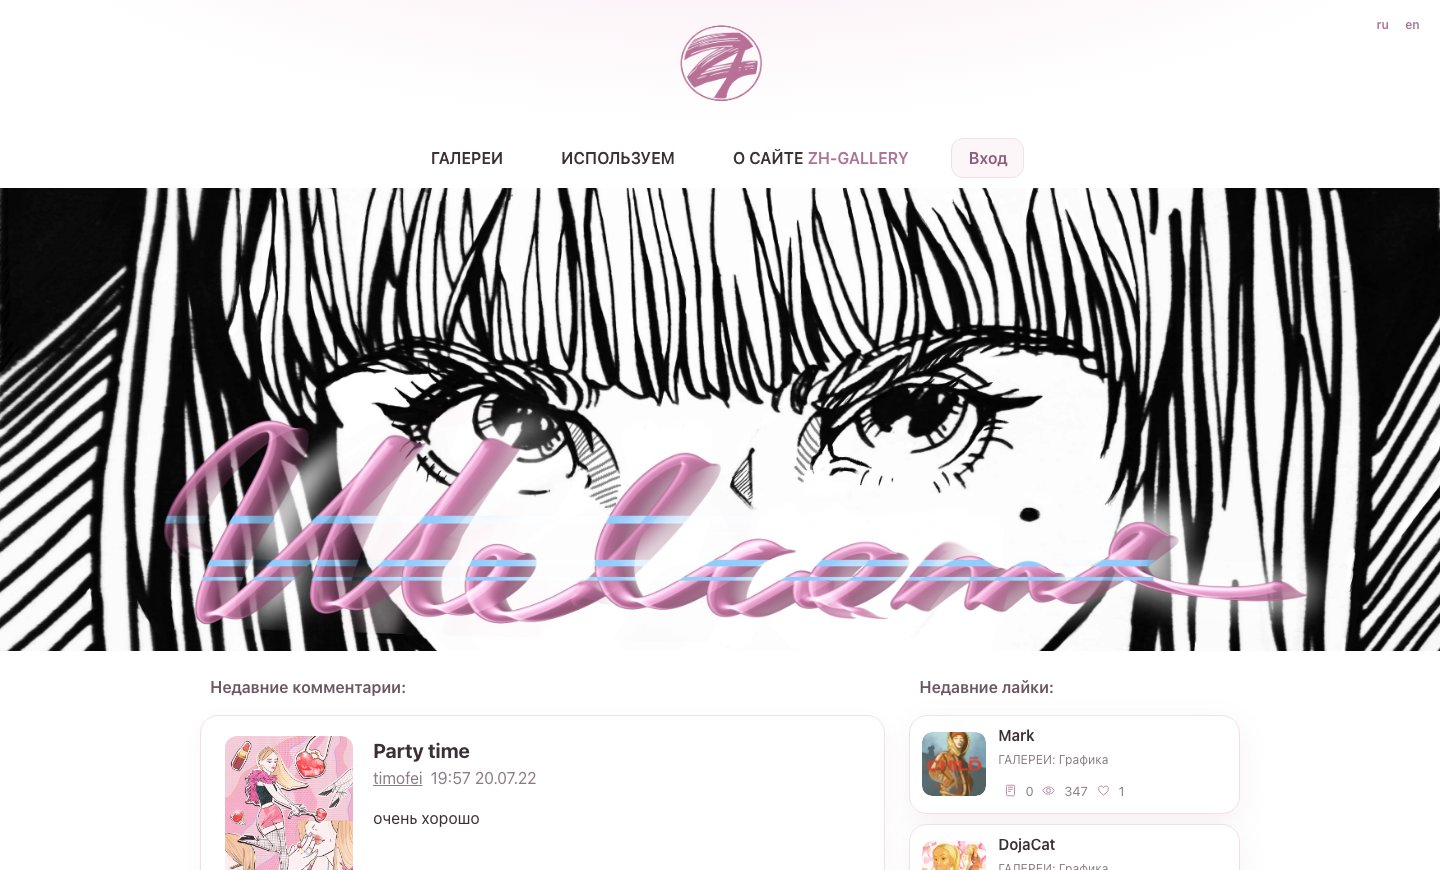 ru en
ГАЛЕРЕИ ИСПОЛЬЗУЕМ О САЙТЕ ZH-GALLERY Вход
Welcome
Недавние комментарии:
Party time
timofei 19:57 20.07.22
очень хорошо
Недавние лайки:
Mark
ГАЛЕРЕИ: Графика
0 347 1
DojaCat
ГАЛЕРЕИ: Графика